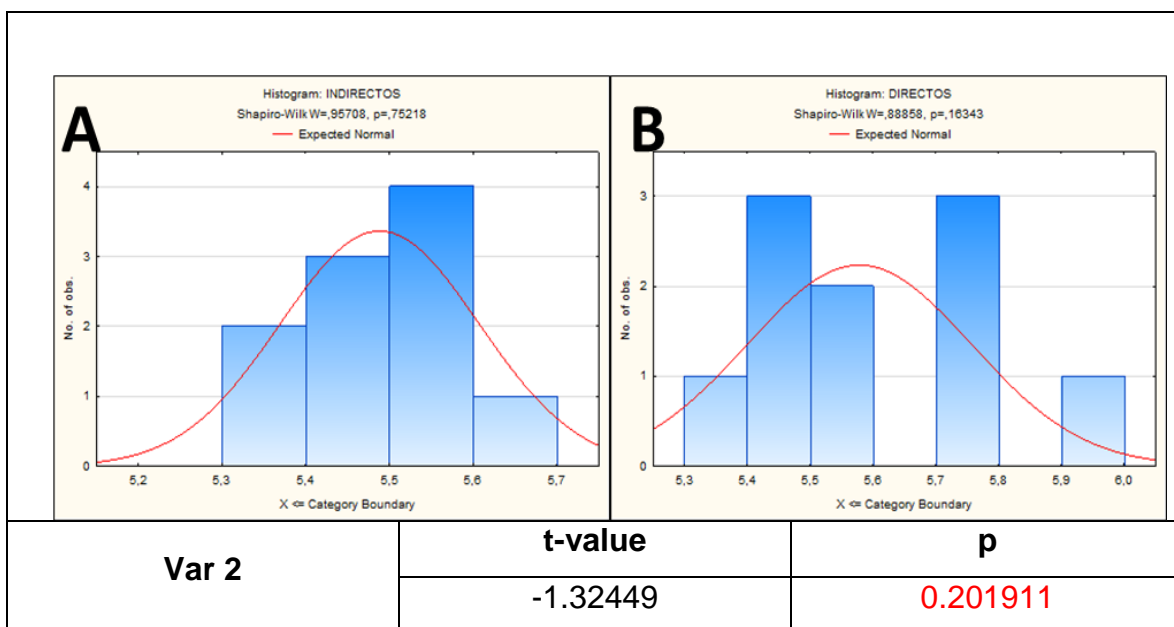 A
Histogram: INDIRECTOS
Shapiro-Wilk W=,95708, p=,75218
Expected Normal
No. of obs.
4
3
2
1
0
5,2 5,3 5,4 5,5 5,6 5,7
X <= Category Boundary
B
Histogram: DIRECTOS
Shapiro-Wilk W=,88858, p=,16343
Expected Normal
No. of obs.
3
2
1
0
5,3 5,4 5,5 5,6 5,7 5,8 5,9 6,0
X <= Category Boundary
Var 2
t-value p
-1.32449 0.201911